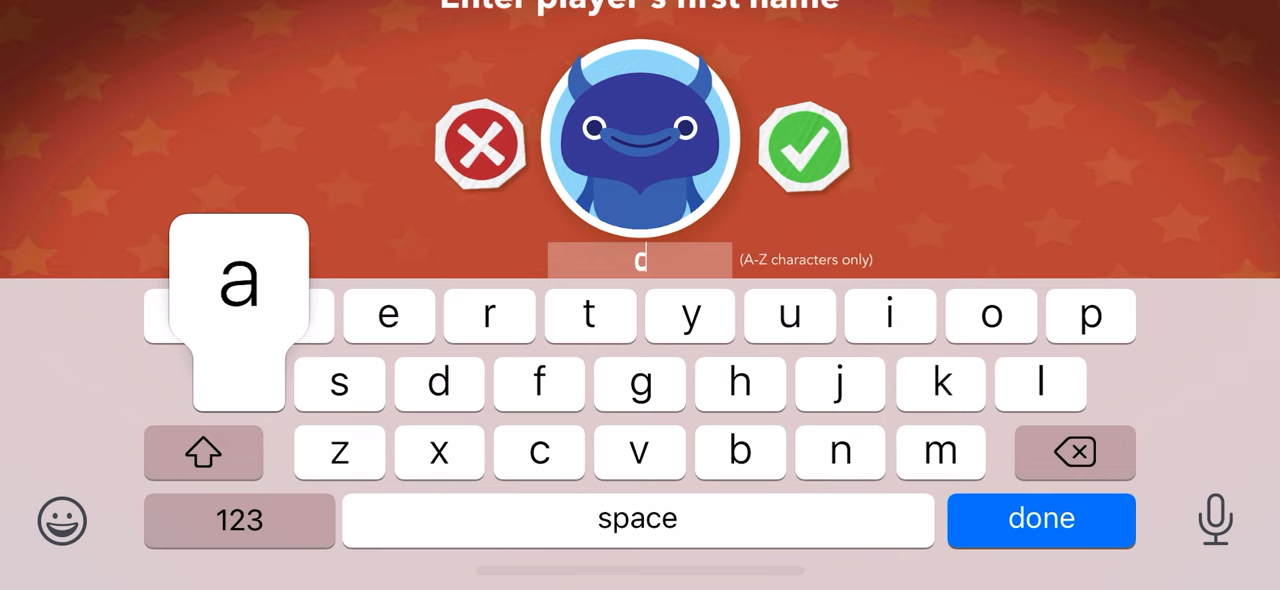 Enter player's first name
(A-Z characters only)
e r t y u i o p
a s d f g h j k l
z x c v b n m
123 space done